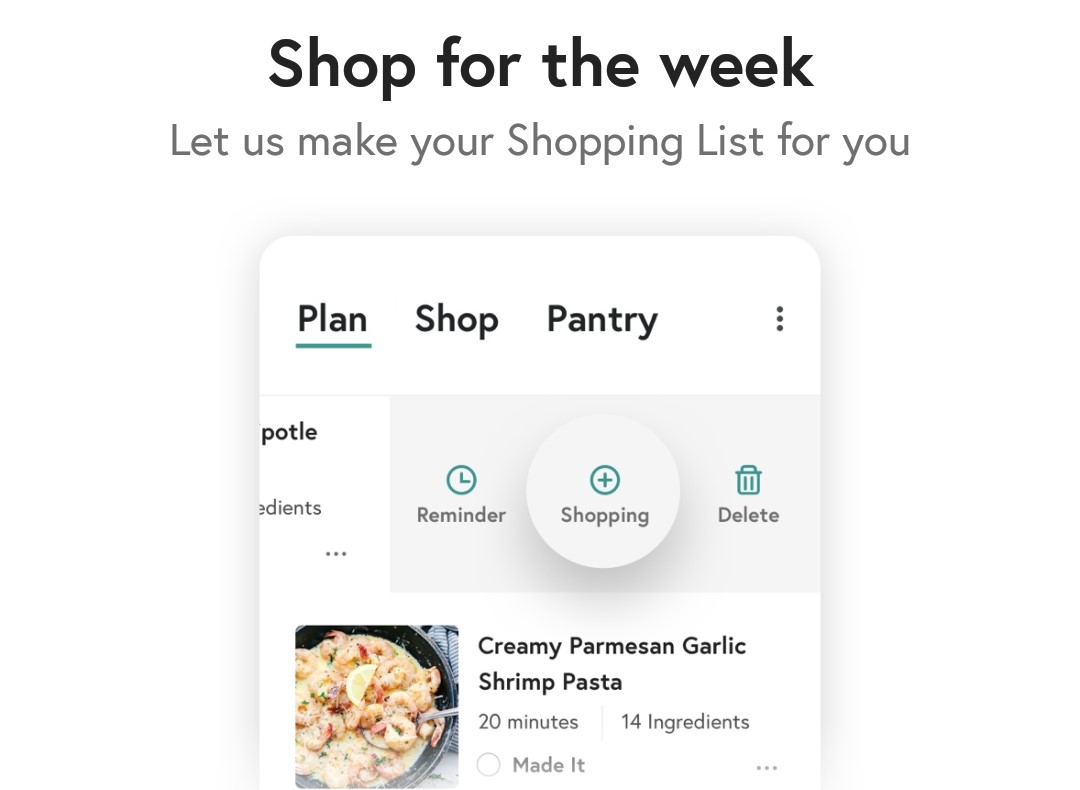 Shop for the week
Let us make your Shopping List for you
Plan Shop Pantry
potle
edients
Reminder Shopping Delete
Creamy Parmesan Garlic
Shrimp Pasta
20 minutes 14 Ingredients
Made It